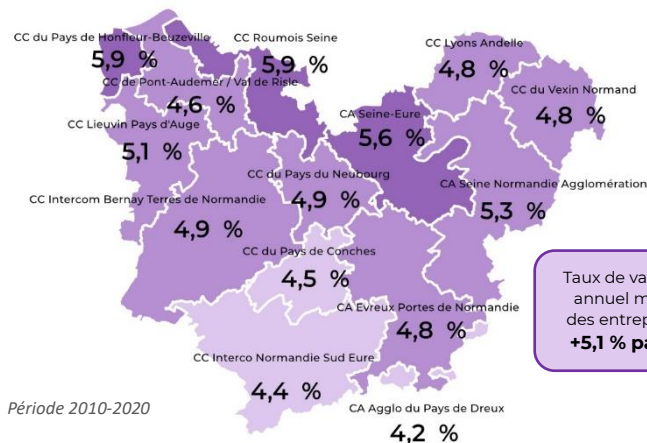 CC du Pays de Honfleur-Beuzeville
5,9 %
CC Roumois Seine
5,9 %
CC de Pont-Audemer / Val de Risle
4,6 %
CC Lieuvin Pays d'Auge
5,1 %
CC Lyons Andelle
4,8 %
CC du Vexin Normand
4,8 %
CA Seine-Eure
5,6 %
CC du Pays du Neubourg
4,9 %
CA Seine Normandie Agglomération
5,3 %
CC Intercom Bernay Terres de Normandie
4,9 %
CC du Pays de Conches
4,5 %
CA Evreux Portes de Normandie
4,8 %
CC Interco Normandie Sud Eure
4,4 %
CA Agglo du Pays de Dreux
4,2 %
Taux de va
annuel m
des entrep
+5,1 % pa
Période 2010-2020